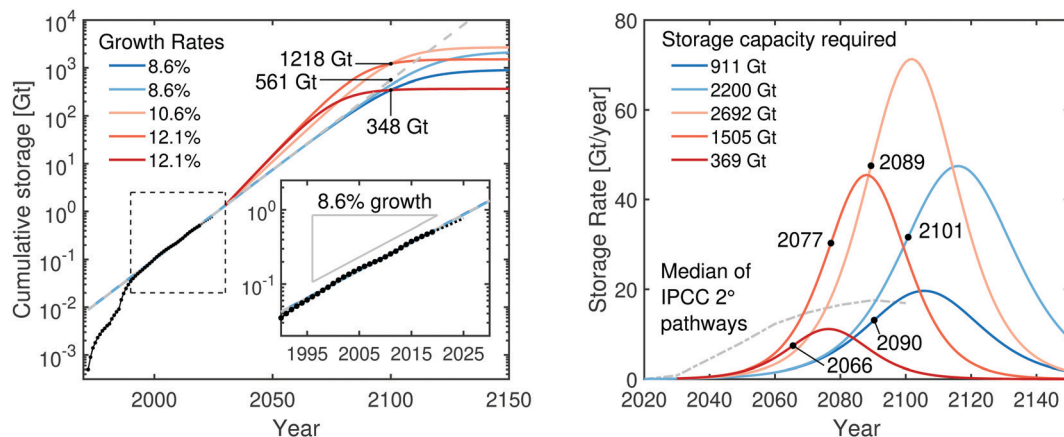 Cumulative storage [Gt]
10^4
10^3
10^2
10^1
10^0
10^-1
10^-2
10^-3
Growth Rates
8.6%
8.6%
10.6%
12.1%
12.1%
1218 Gt
561 Gt
348 Gt
8.6% growth
10^0
10^-1
1995 2005 2015 2025
2000 2050 2100 2150
Year
Storage Rate [Gt/year]
80
60
40
20
0
Storage capacity required
911 Gt
2200 Gt
2692 Gt
1505 Gt
369 Gt
2089
2077
2101
Median of
IPCC 2°
pathways
2090
2066
2020 2040 2060 2080 2100 2120 2140
Year